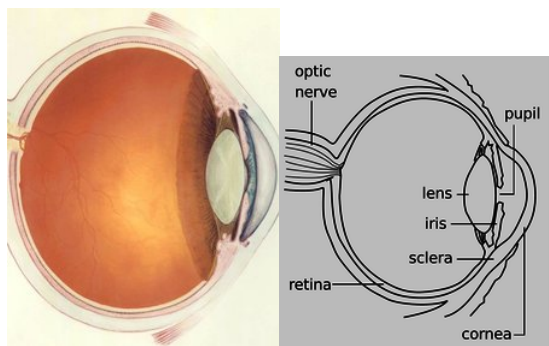 optic
nerve
pupil
lens
iris
sclera
retina
cornea